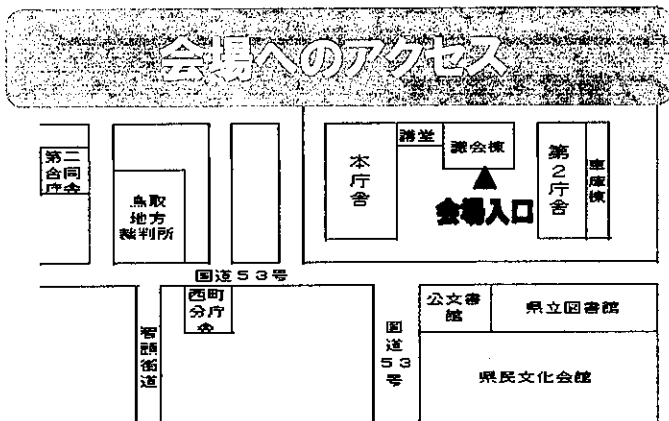 会場へのアクセス
第二
合同
庁舎
鳥取
地方
裁判所
本庁舎
講堂
議会棟
会場入口
第2庁舎
車庫棟
国道53号
西町
分庁
舎
智頭街道
国道53号
公文書
館
県立図書館
県民文化会館